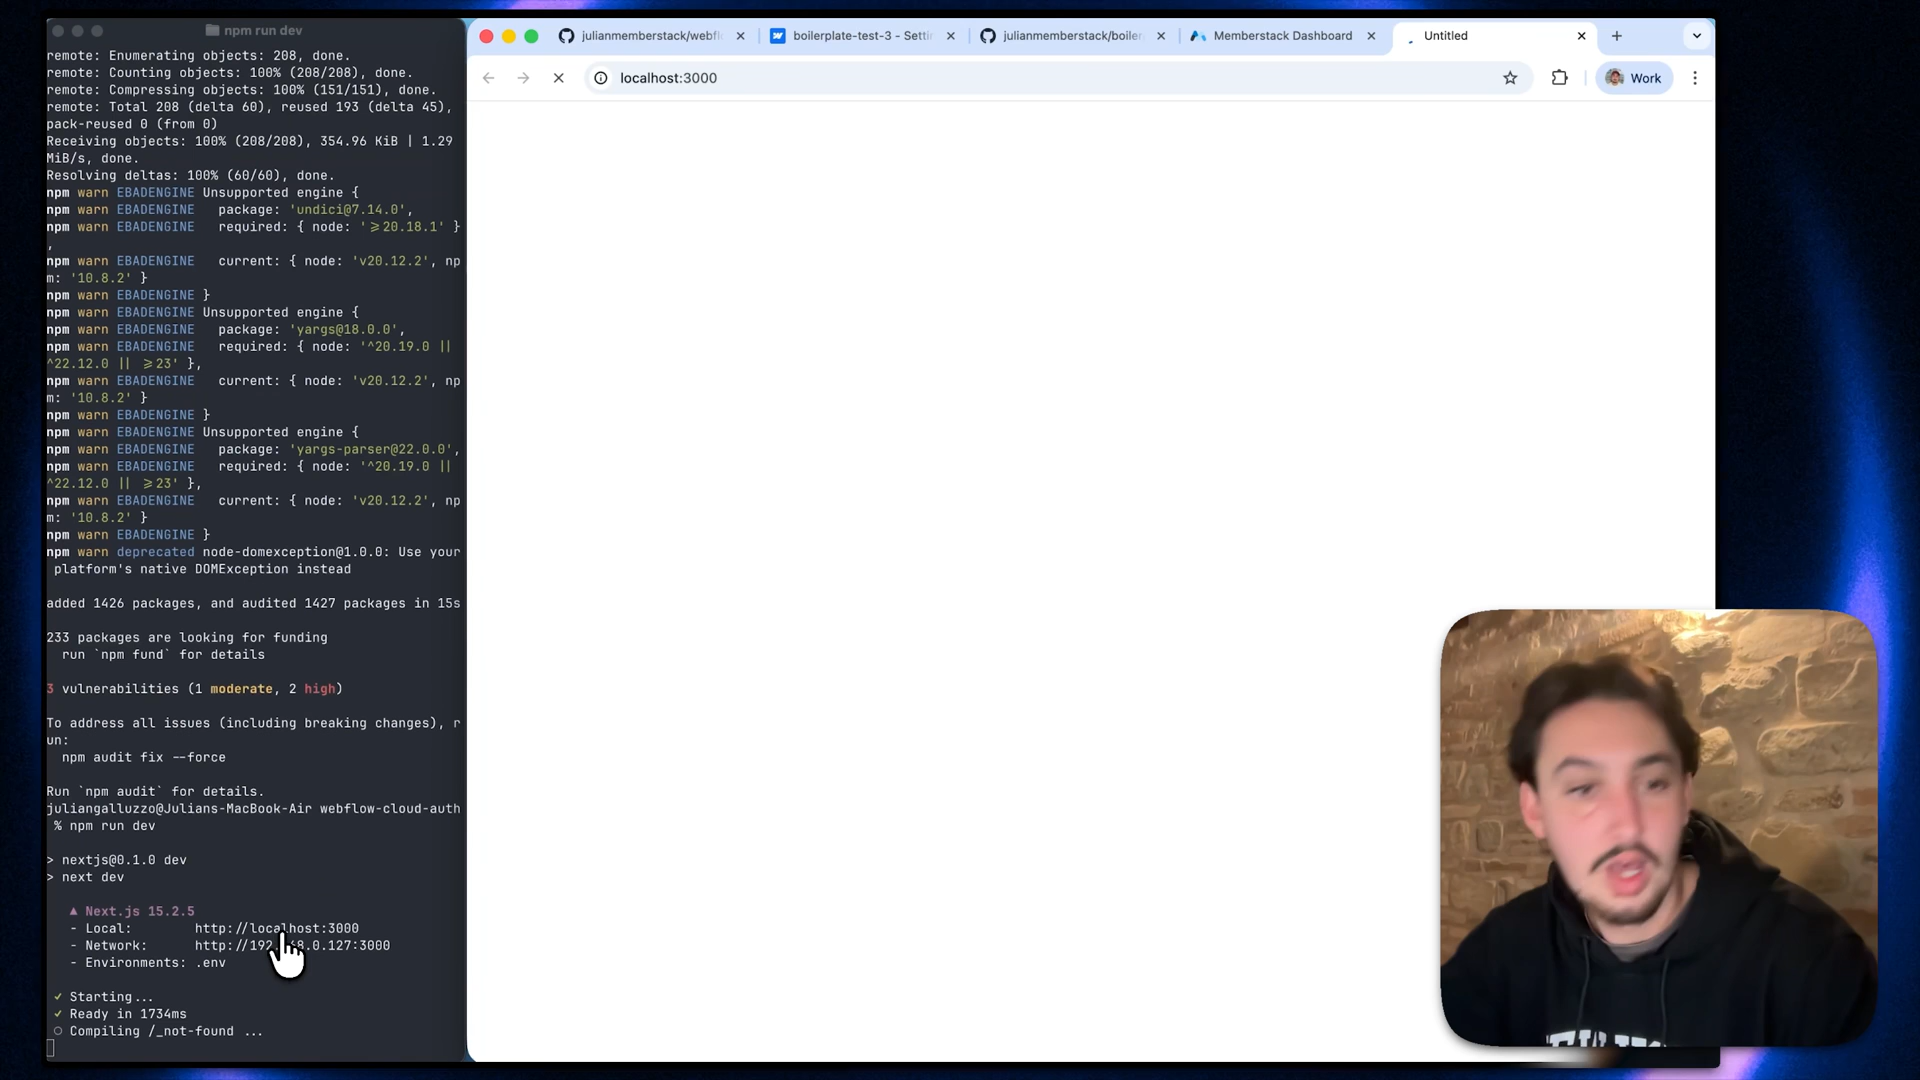 npm run dev
remote: Enumerating objects: 208, done.
remote: Counting objects: 100% (208/208), done.
remote: Compressing objects: 100% (151/151), done.
remote: Total 208 (delta 60), reused 193 (delta 45),
pack-reused 0 (from 0)
Receiving objects: 100% (208/208), 354.96 KiB | 1.29
MiB/s, done.
Resolving deltas: 100% (60/60), done.
npm warn EBADENGINE Unsupported engine {
npm warn EBADENGINE   package: 'undici@7.14.0',
npm warn EBADENGINE   required: { node: '>=20.18.1' }
,
npm warn EBADENGINE   current: { node: 'v20.12.2', np
m: '10.8.2' }
npm warn EBADENGINE }
npm warn EBADENGINE Unsupported engine {
npm warn EBADENGINE   package: 'yargs@18.0.0',
npm warn EBADENGINE   required: { node: '^20.19.0 ||
^22.12.0 || >=23' },
npm warn EBADENGINE   current: { node: 'v20.12.2', np
m: '10.8.2' }
npm warn EBADENGINE }
npm warn EBADENGINE Unsupported engine {
npm warn EBADENGINE   package: 'yargs-parser@22.0.0',
npm warn EBADENGINE   required: { node: '^20.19.0 ||
^22.12.0 || >=23' },
npm warn EBADENGINE   current: { node: 'v20.12.2', np
m: '10.8.2' }
npm warn EBADENGINE }
npm warn deprecated node-domexception@1.0.0: Use your
platform's native DOMException instead
added 1426 packages, and audited 1427 packages in 15s
233 packages are looking for funding
run `npm fund` for details
3 vulnerabilities (1 moderate, 2 high)
To address all issues (including breaking changes), r
un:
npm audit fix --force
Run `npm audit` for details.
juliangalluzzo@Julians-MacBook-Air webflow-cloud-auth
% npm run dev
> nextjs@0.1.0 dev
> next dev
▲ Next.js 15.2.5
- Local: http://localhost:3000
- Network: http://192.168.0.127:3000
- Environments: .env
✓ Starting...
✓ Ready in 1734ms
○ Compiling /_not-found ...
julianmemberstack/webfl
boilerplate-test-3 - Setti
julianmemberstack/boiler
Memberstack Dashboard
Untitled
localhost:3000
Work